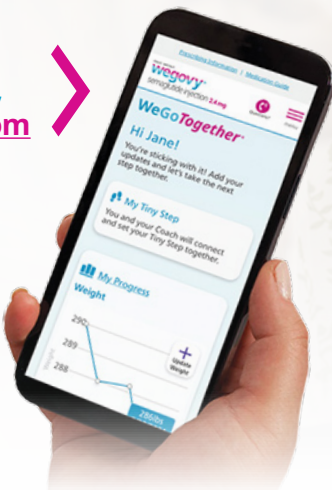 om
Prescribing Information | Medication Guide
wegovy®
semaglutide injection 2.4 mg
WeGoTogether™
Hi Jane!
You're sticking with it! Add your
updates and let's take the next
step together.
My Tiny Step
You and your Coach will connect
and set your Tiny Step together.
My Progress
Weight
290
289
288
Weight
Update
Weight
286lbs